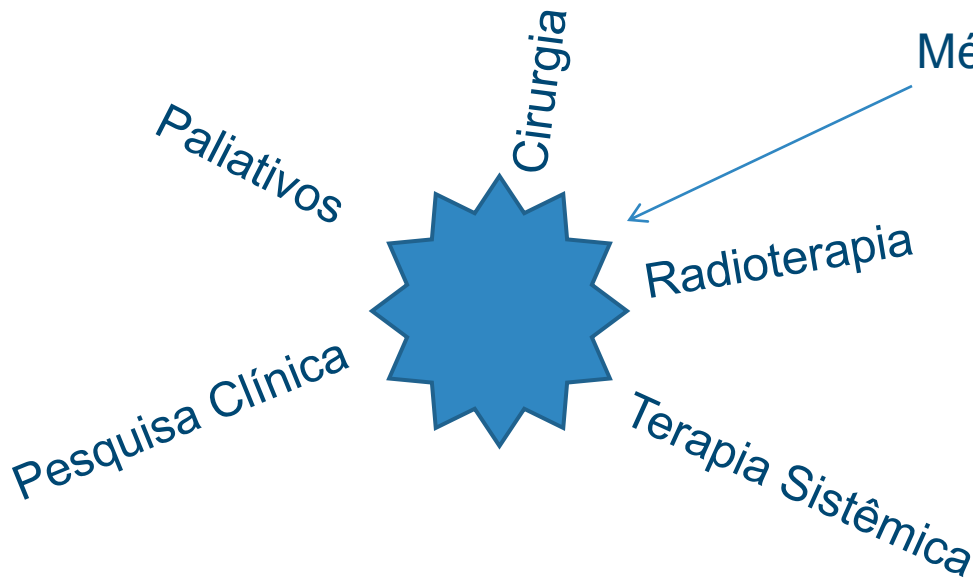 Cirurgia
Paliativos
Radioterapia
Pesquisa Clínica
Terapia Sistêmica